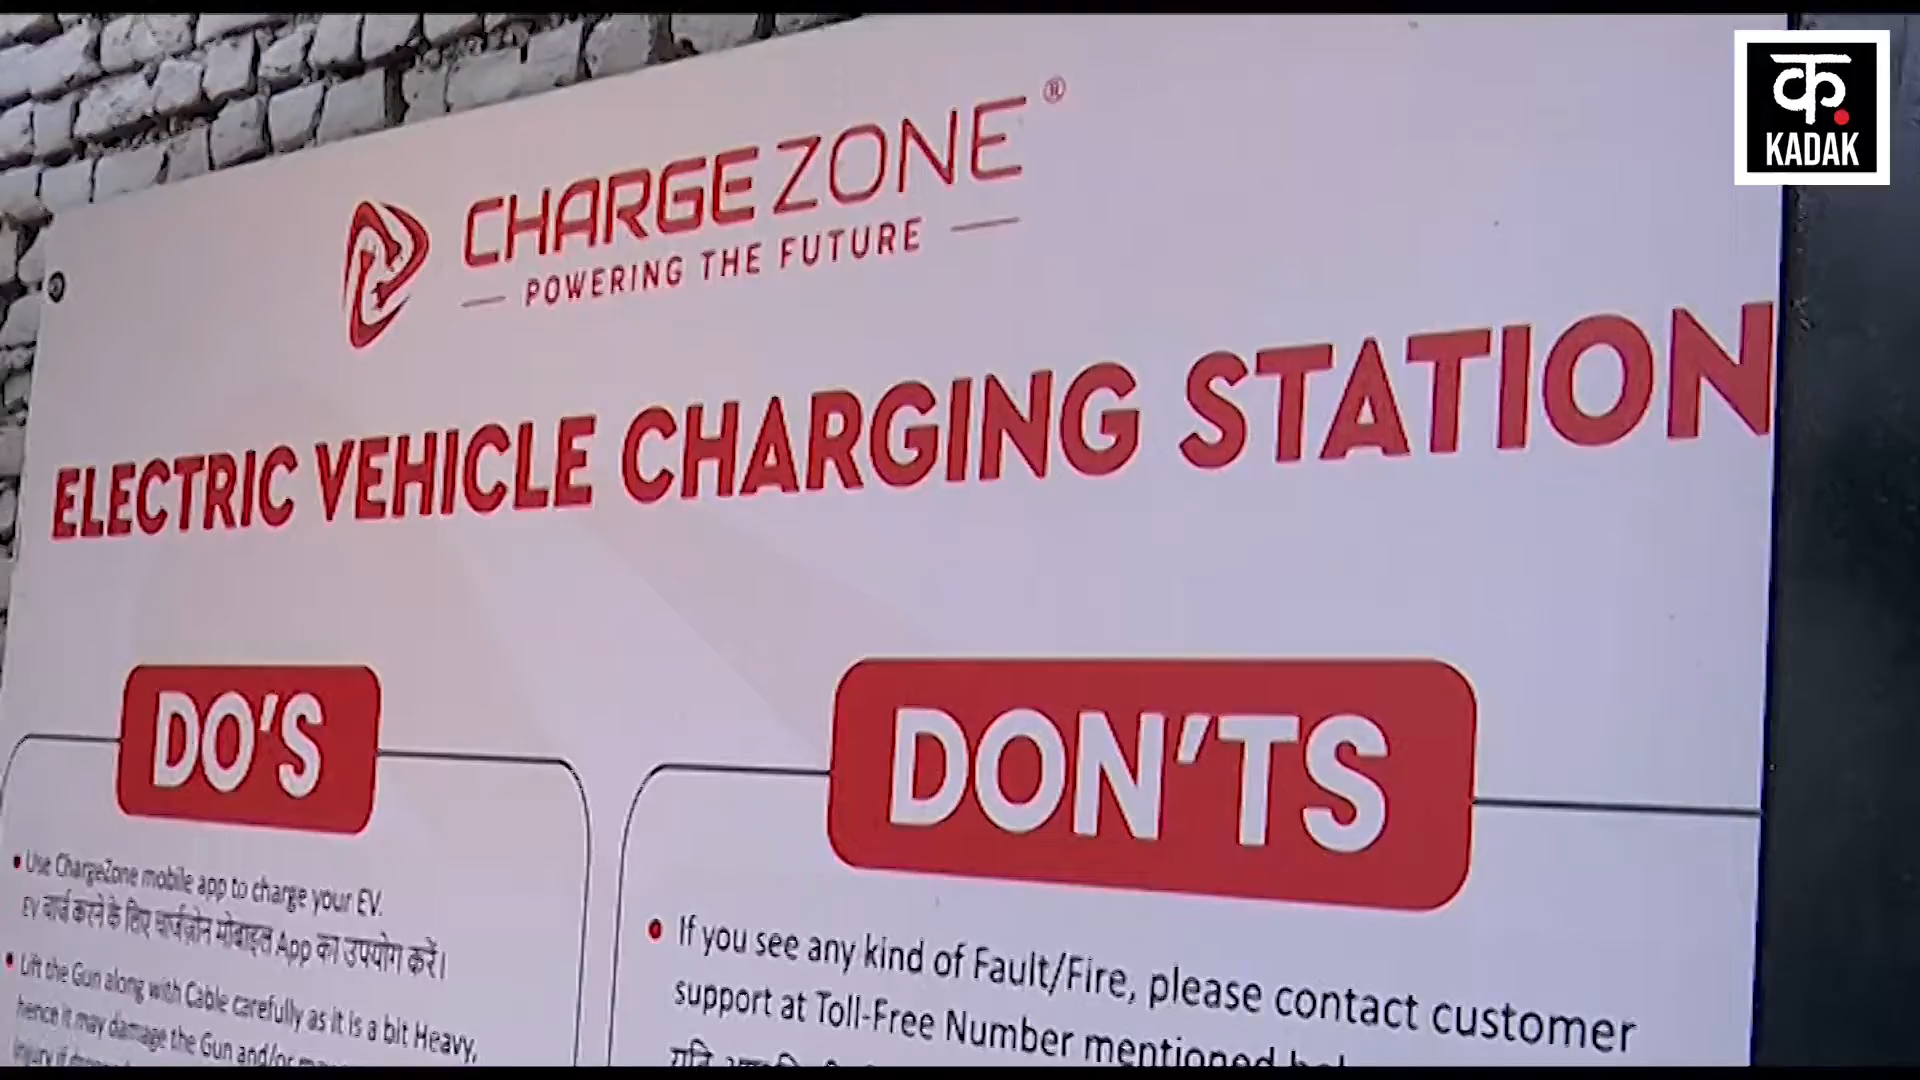 क.
KADAK
CHARGEZONE®
POWERING THE FUTURE
ELECTRIC VEHICLE CHARGING STATION
DO'S
• Use ChargeZone mobile app to charge your EV.
EV चार्ज करने के लिए चार्जज़ोन मोबाइल App का उपयोग करें।
• Lift the Gun along with Cable carefully as it is a bit Heavy,
hence it may damage the Gun and/or
injury if
DON'TS
• If you see any kind of Fault/Fire, please contact customer
support at Toll-Free Number mentioned
यदि